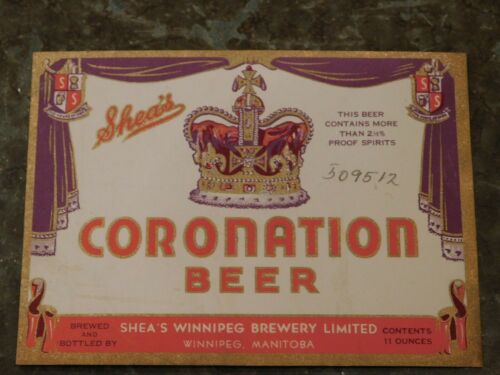 S S
S S
Shea's
THIS BEER
CONTAINS MORE
THAN 2½%
PROOF SPIRITS
509512
CORONATION
BEER
BREWED
AND
BOTTLED BY
SHEA'S WINNIPEG BREWERY LIMITED
WINNIPEG, MANITOBA
CONTENTS
11 OUNCES